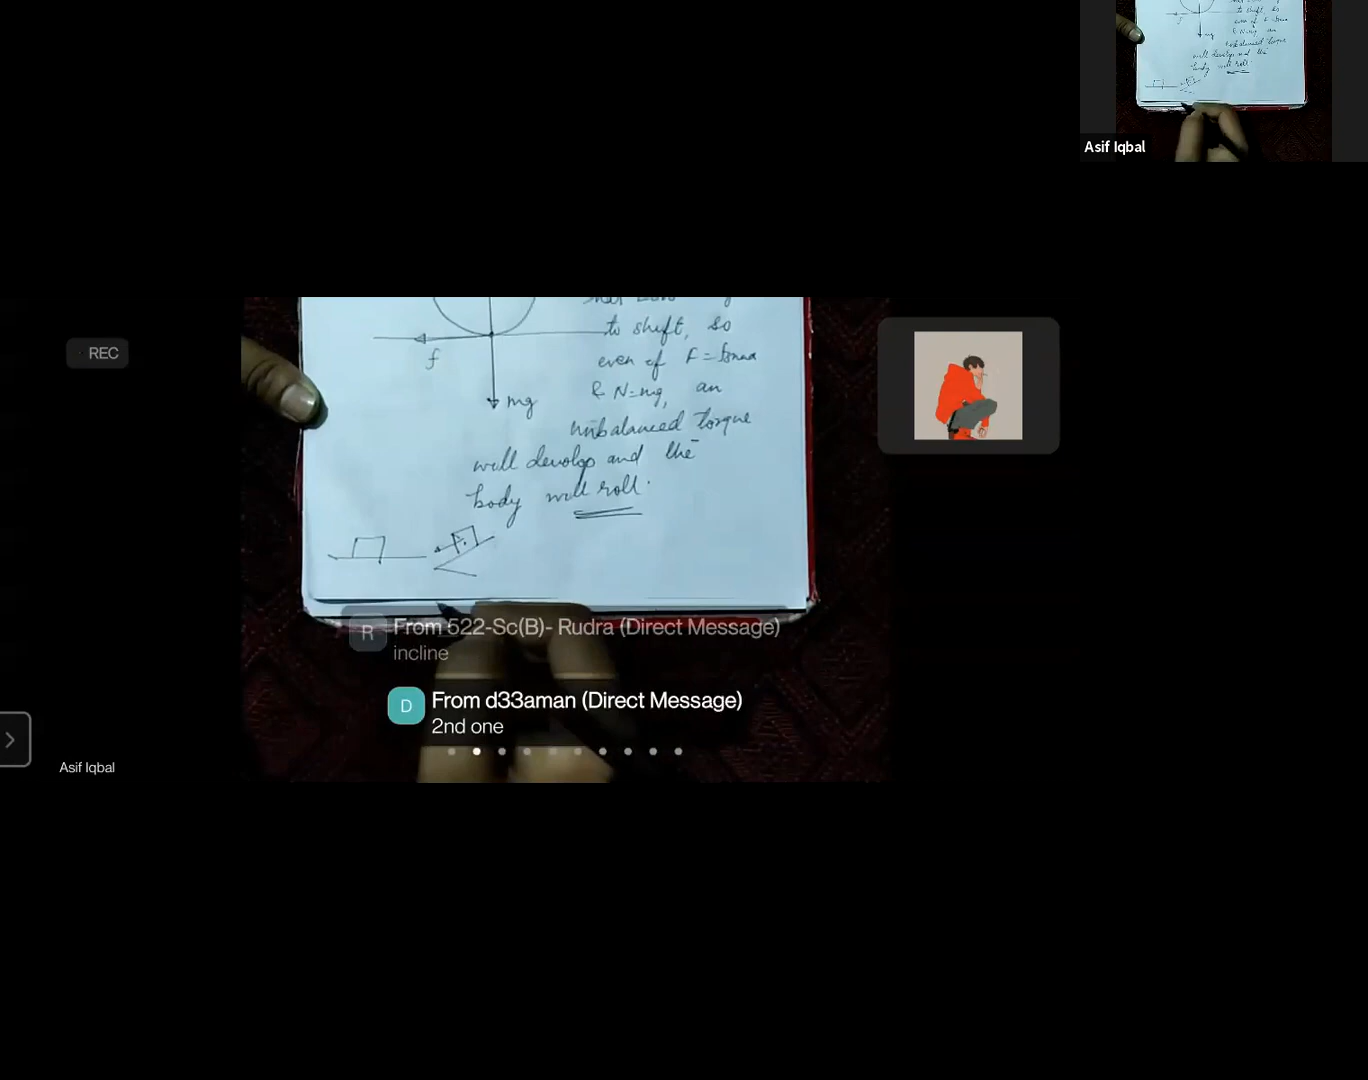 Asif Iqbal
REC
to shift, so
f
even if F = fmax
& N=mg, an
mg
unbalanced torque
will develop and the
body will roll.
R
From 522-Sc(B)- Rudra (Direct Message)
incline
D
From d33aman (Direct Message)
2nd one
Asif Iqbal